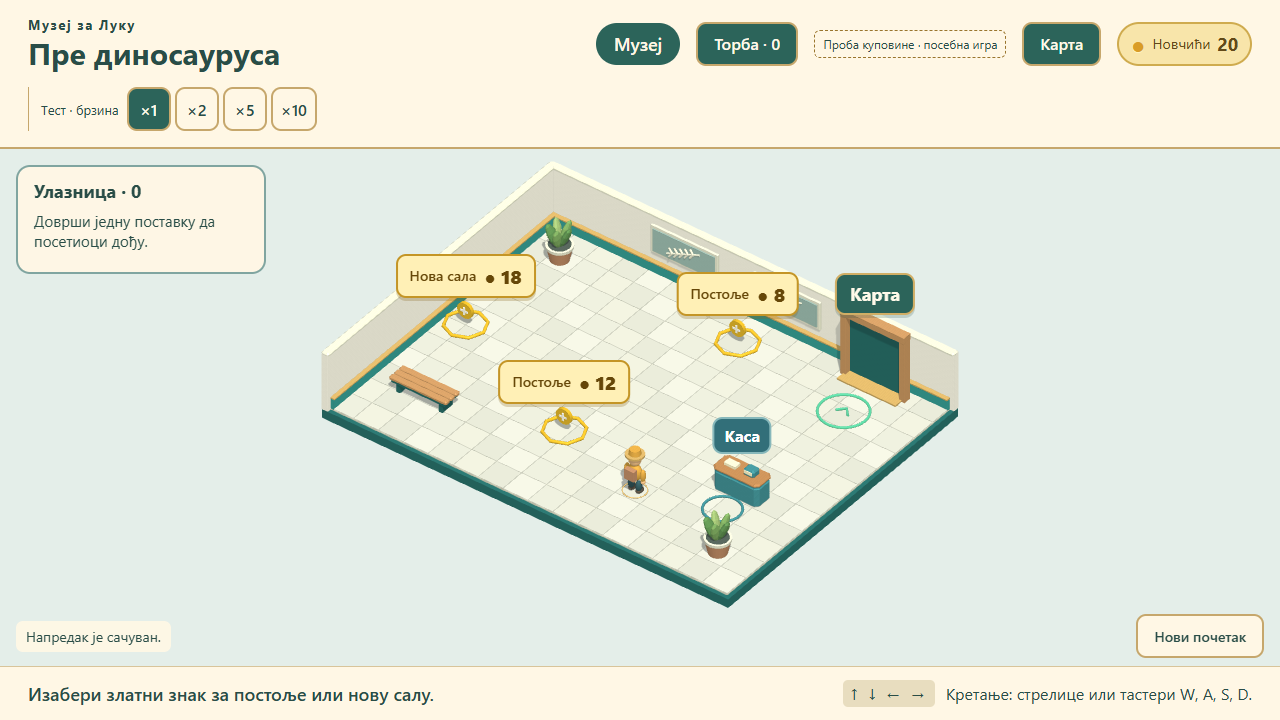 Музеј за Луку
Пре диносауруса
Музеј
Торба · 0
Проба куповине · посебна игра
Карта
Новчићи 20
Тест · брзина
×1
×2
×5
×10
Улазница · 0
Доврши једну поставку да
посетиоци дођу.
Нова сала 18
Постоље 8
Карта
Постоље 12
Каса
Напредак је сачуван.
Нови почетак
Изабери златни знак за постоље или нову салу.
↑ ↓ ← → Кретање: стрелице или тастери W, A, S, D.